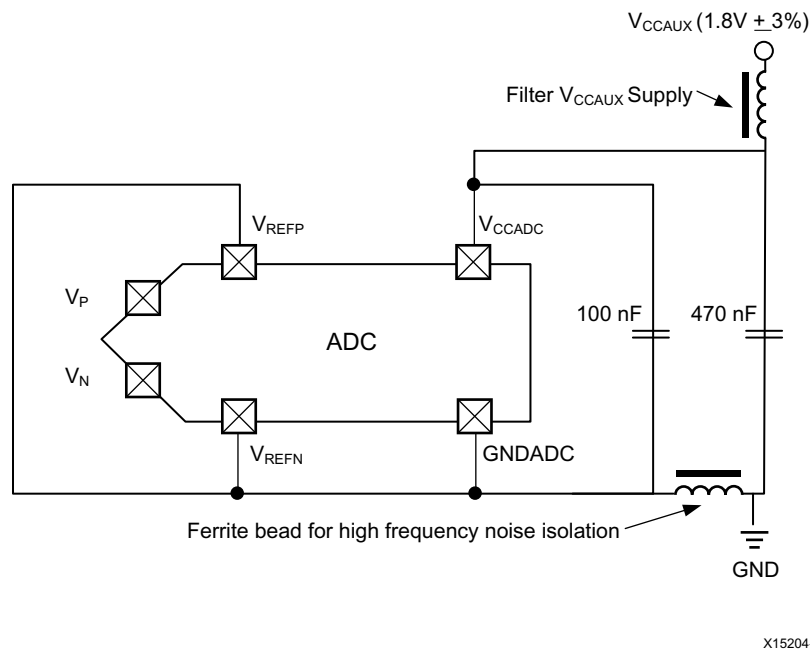 VCCAUX (1.8V ± 3%)
Filter VCCAUX Supply
VREFP
VCCADC
VP
100 nF
470 nF
ADC
VN
VREFN
GNDADC
Ferrite bead for high frequency noise isolation
GND
X15204